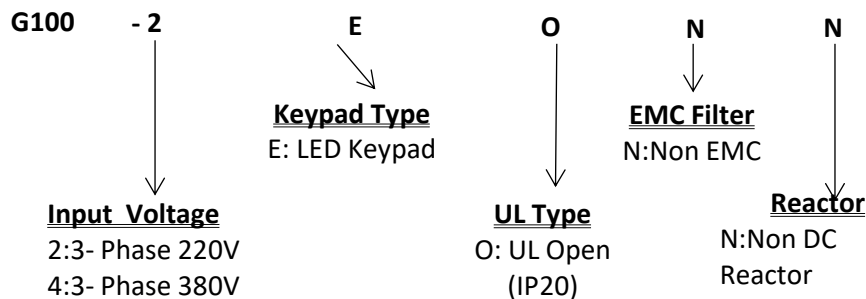 G100 - 2 E O N N
Keypad Type
E: LED Keypad
EMC Filter
N:Non EMC
Input Voltage
2:3- Phase 220V
4:3- Phase 380V
UL Type
O: UL Open
(IP20)
Reactor
N:Non DC
Reactor